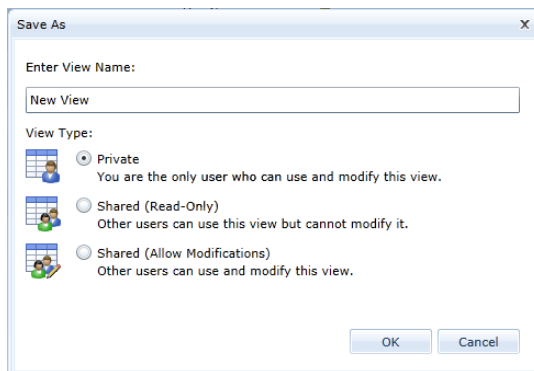 Save As
x
Enter View Name:
New View
View Type:
Private
You are the only user who can use and modify this view.
Shared (Read-Only)
Other users can use this view but cannot modify it.
Shared (Allow Modifications)
Other users can use and modify this view.
OK Cancel